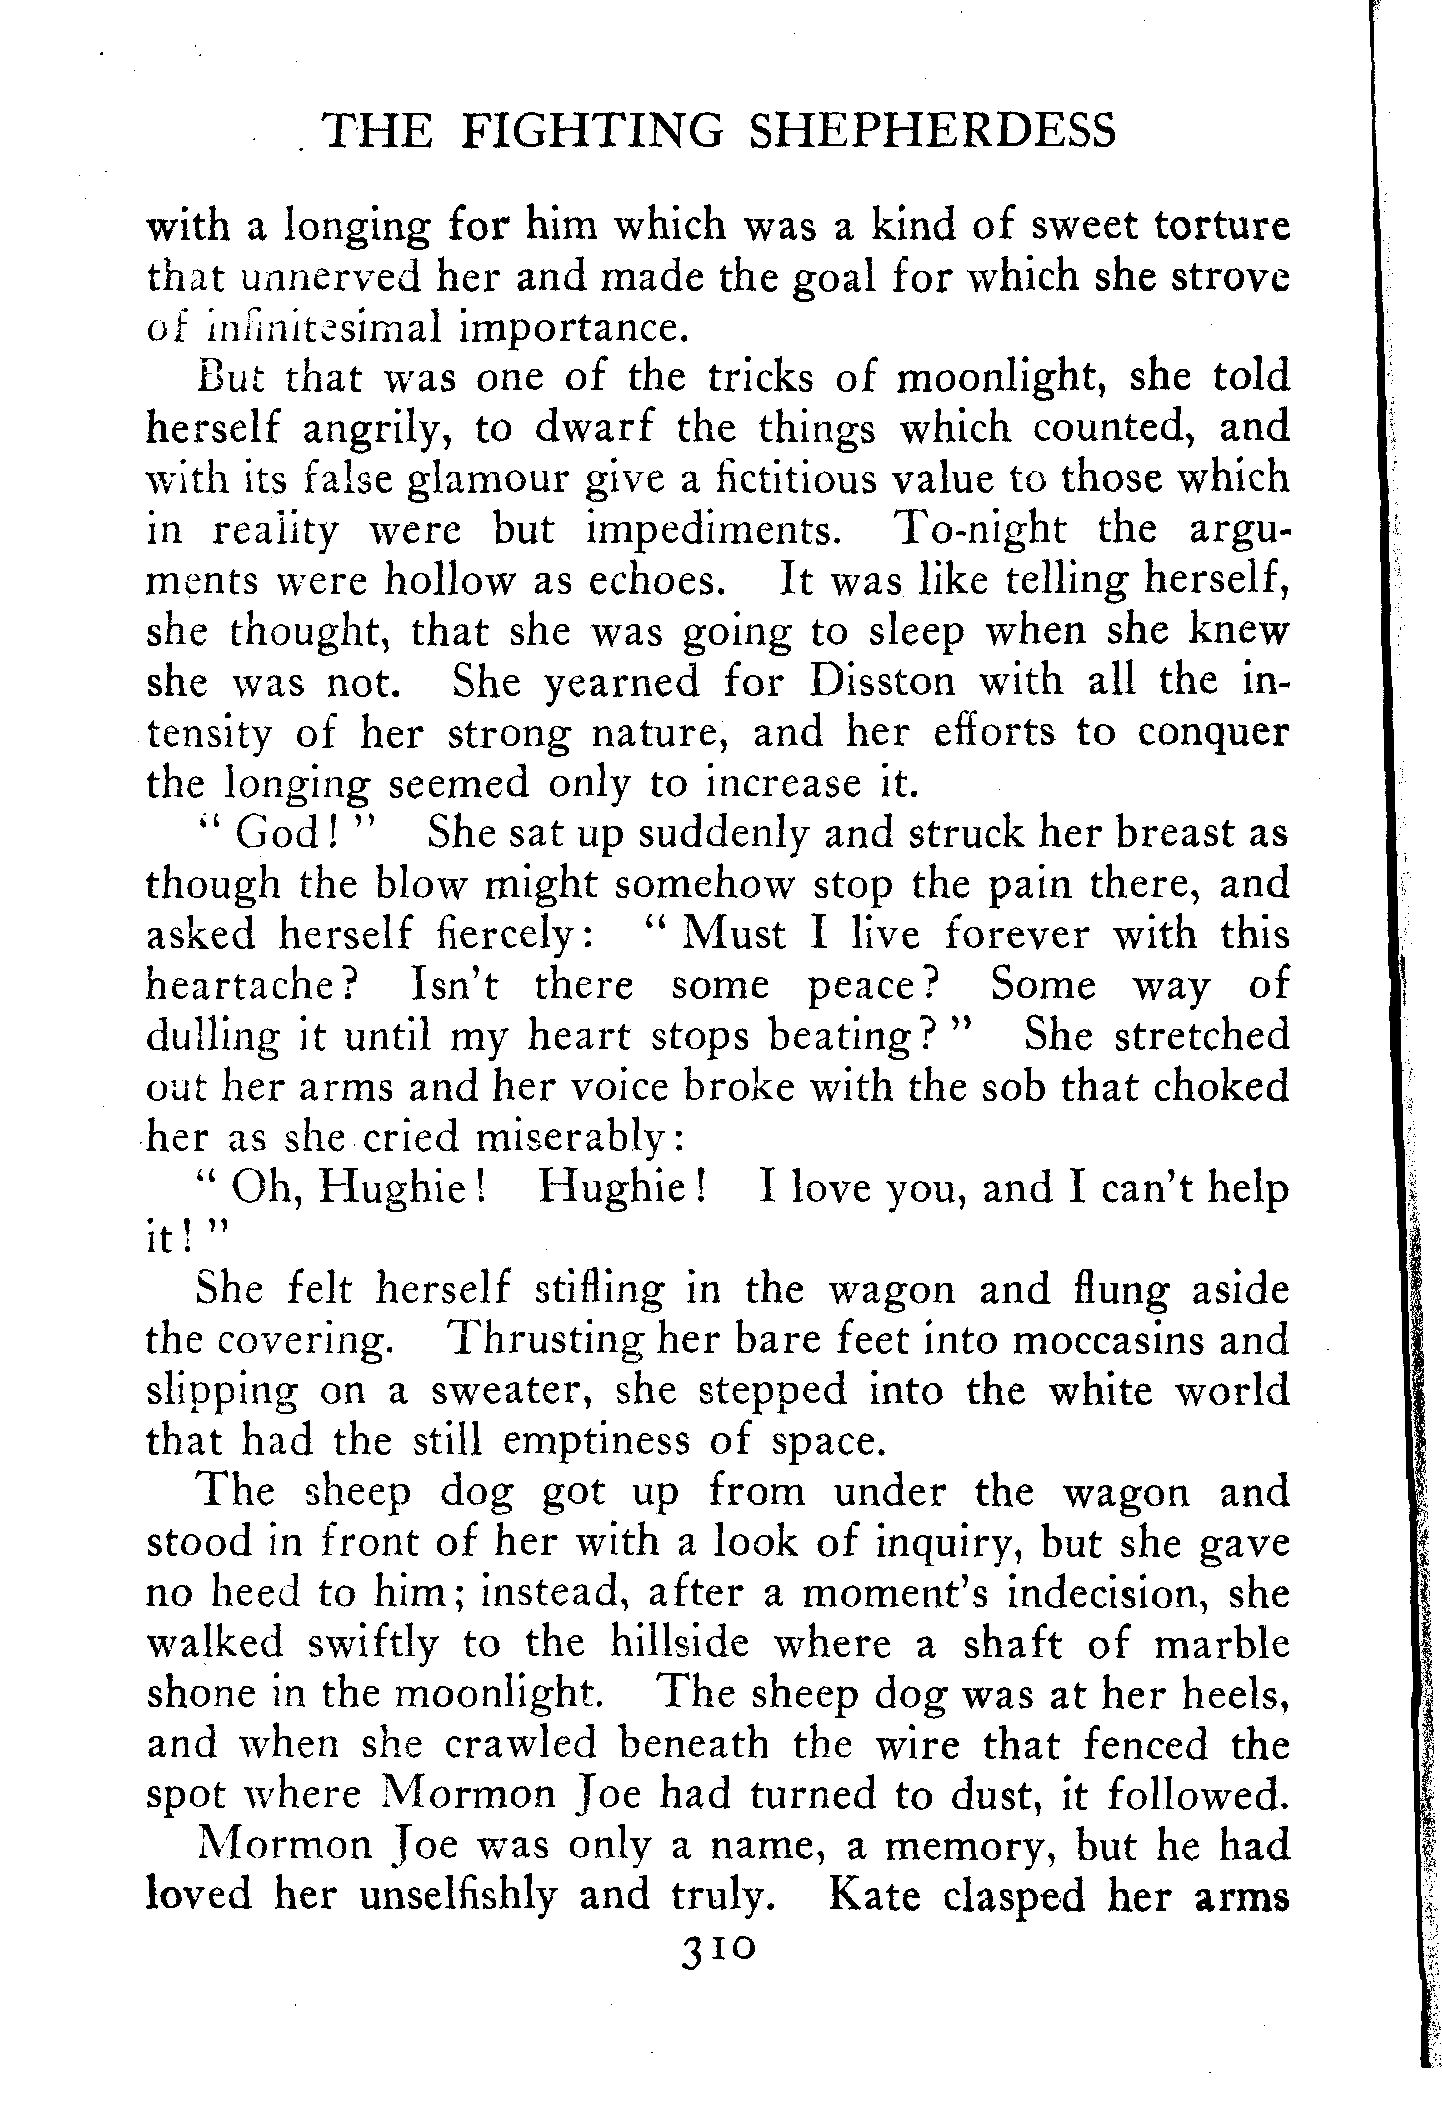 THE FIGHTING SHEPHERDESS
with a longing for him which was a kind of sweet torture
that unnerved her and made the goal for which she strove
of infinitesimal importance.
But that was one of the tricks of moonlight, she told
herself angrily, to dwarf the things which counted, and
with its false glamour give a fictitious value to those which
in reality were but impediments. To-night the argu-
ments were hollow as echoes. It was like telling herself,
she thought, that she was going to sleep when she knew
she was not. She yearned for Disston with all the in-
tensity of her strong nature, and her efforts to conquer
the longing seemed only to increase it.
" God! " She sat up suddenly and struck her breast as
though the blow might somehow stop the pain there, and
asked herself fiercely: " Must I live forever with this
heartache? Isn't there some peace? Some way of
dulling it until my heart stops beating? " She stretched
out her arms and her voice broke with the sob that choked
her as she cried miserably:
" Oh, Hughie! Hughie! I love you, and I can't help
it! "
She felt herself stifling in the wagon and flung aside
the covering. Thrusting her bare feet into moccasins and
slipping on a sweater, she stepped into the white world
that had the still emptiness of space.
The sheep dog got up from under the wagon and
stood in front of her with a look of inquiry, but she gave
no heed to him; instead, after a moment's indecision, she
walked swiftly to the hillside where a shaft of marble
shone in the moonlight. The sheep dog was at her heels,
and when she crawled beneath the wire that fenced the
spot where Mormon Joe had turned to dust, it followed.
Mormon Joe was only a name, a memory, but he had
loved her unselfishly and truly. Kate clasped her arms
310